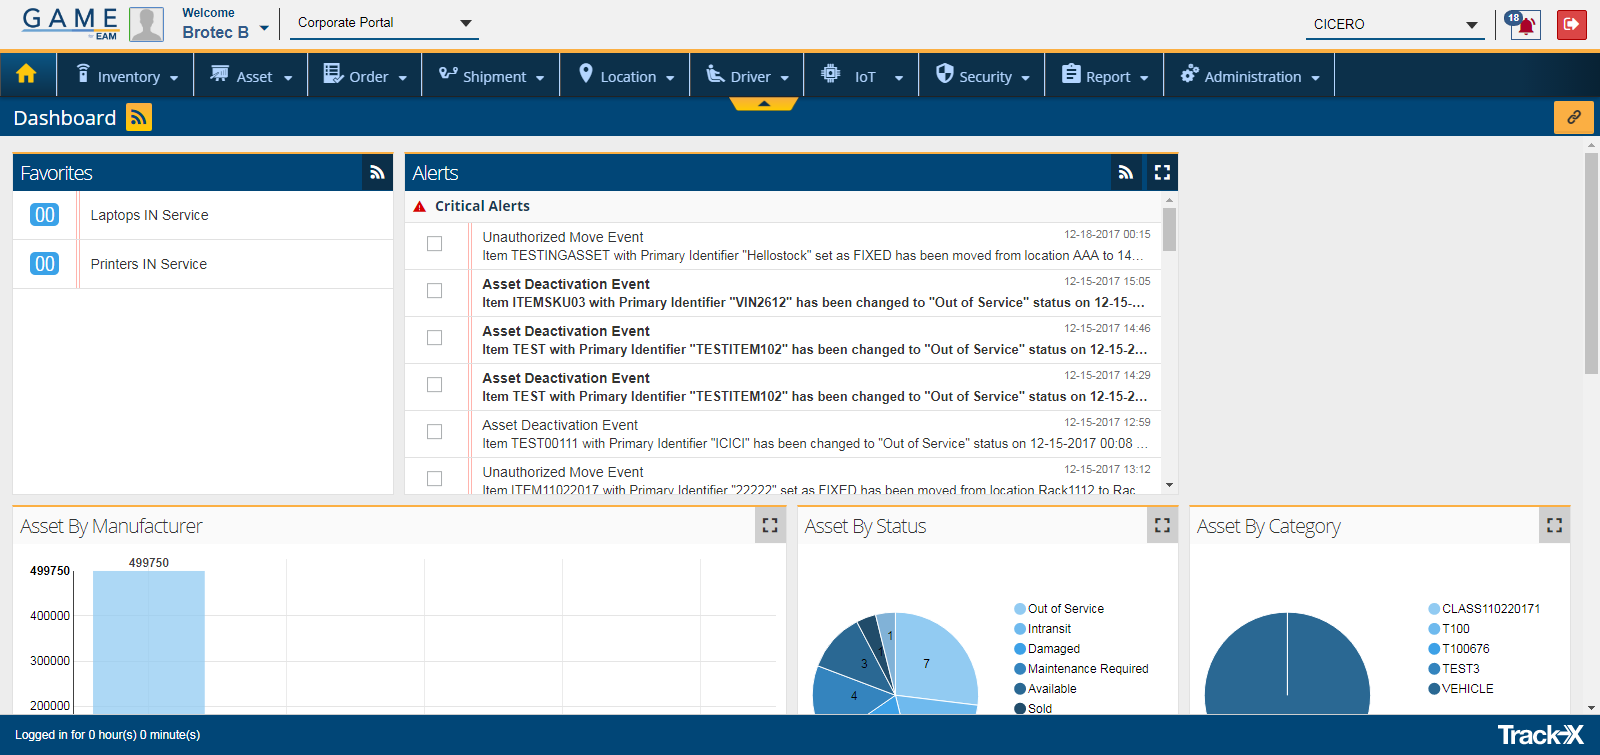 GAME
by EAM
Welcome
Brotec B
Corporate Portal
CICERO
18
Inventory
Asset
Order
Shipment
Location
Driver
IoT
Security
Report
Administration
Dashboard
Favorites
00 Laptops IN Service
00 Printers IN Service
Alerts
Critical Alerts
Unauthorized Move Event 12-18-2017 00:15
Item TESTINGASSET with Primary Identifier "Hellostock" set as FIXED has been moved from location AAA to 14...
Asset Deactivation Event 12-15-2017 15:05
Item ITEMSKU03 with Primary Identifier "VIN2612" has been changed to "Out of Service" status on 12-15-...
Asset Deactivation Event 12-15-2017 14:46
Item TEST with Primary Identifier "TESTITEM102" has been changed to "Out of Service" status on 12-15-2...
Asset Deactivation Event 12-15-2017 14:29
Item TEST with Primary Identifier "TESTITEM102" has been changed to "Out of Service" status on 12-15-2...
Asset Deactivation Event 12-15-2017 12:59
Item TEST00111 with Primary Identifier "ICICI" has been changed to "Out of Service" status on 12-15-2017 00:08 ...
Unauthorized Move Event 12-15-2017 13:12
Item ITEM11022017 with Primary Identifier "22222" set as FIXED has been moved from location Rack1112 to Rac
Asset By Manufacturer
499750
499750
400000
300000
200000
Asset By Status
1
7
1
3
4
Out of Service
Intransit
Damaged
Maintenance Required
Available
Sold
Asset By Category
CLASS110220171
T100
T100676
TEST3
VEHICLE
Logged in for 0 hour(s) 0 minute(s)
Track-X